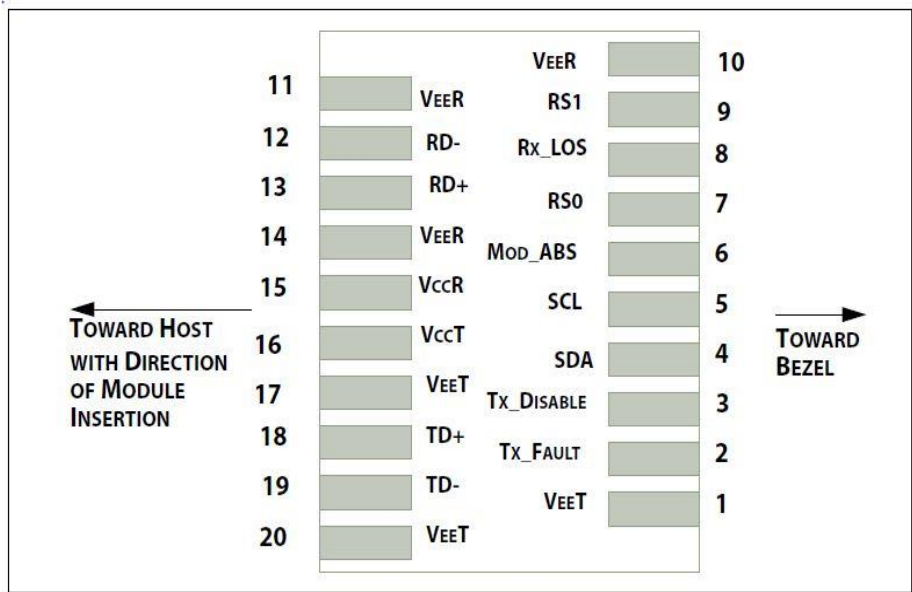 VEER 10
11 VEER
RS1 9
12 RD-
RX_LOS 8
13 RD+
RS0 7
14 VEER
MOD_ABS 6
15 VCCR
SCL 5
TOWARD HOST
WITH DIRECTION
OF MODULE
INSERTION
TOWARD
BEZEL
16 VCCT
SDA 4
17 VEET
TX_DISABLE 3
18 TD+
TX_FAULT 2
19 TD-
VEET 1
20 VEET